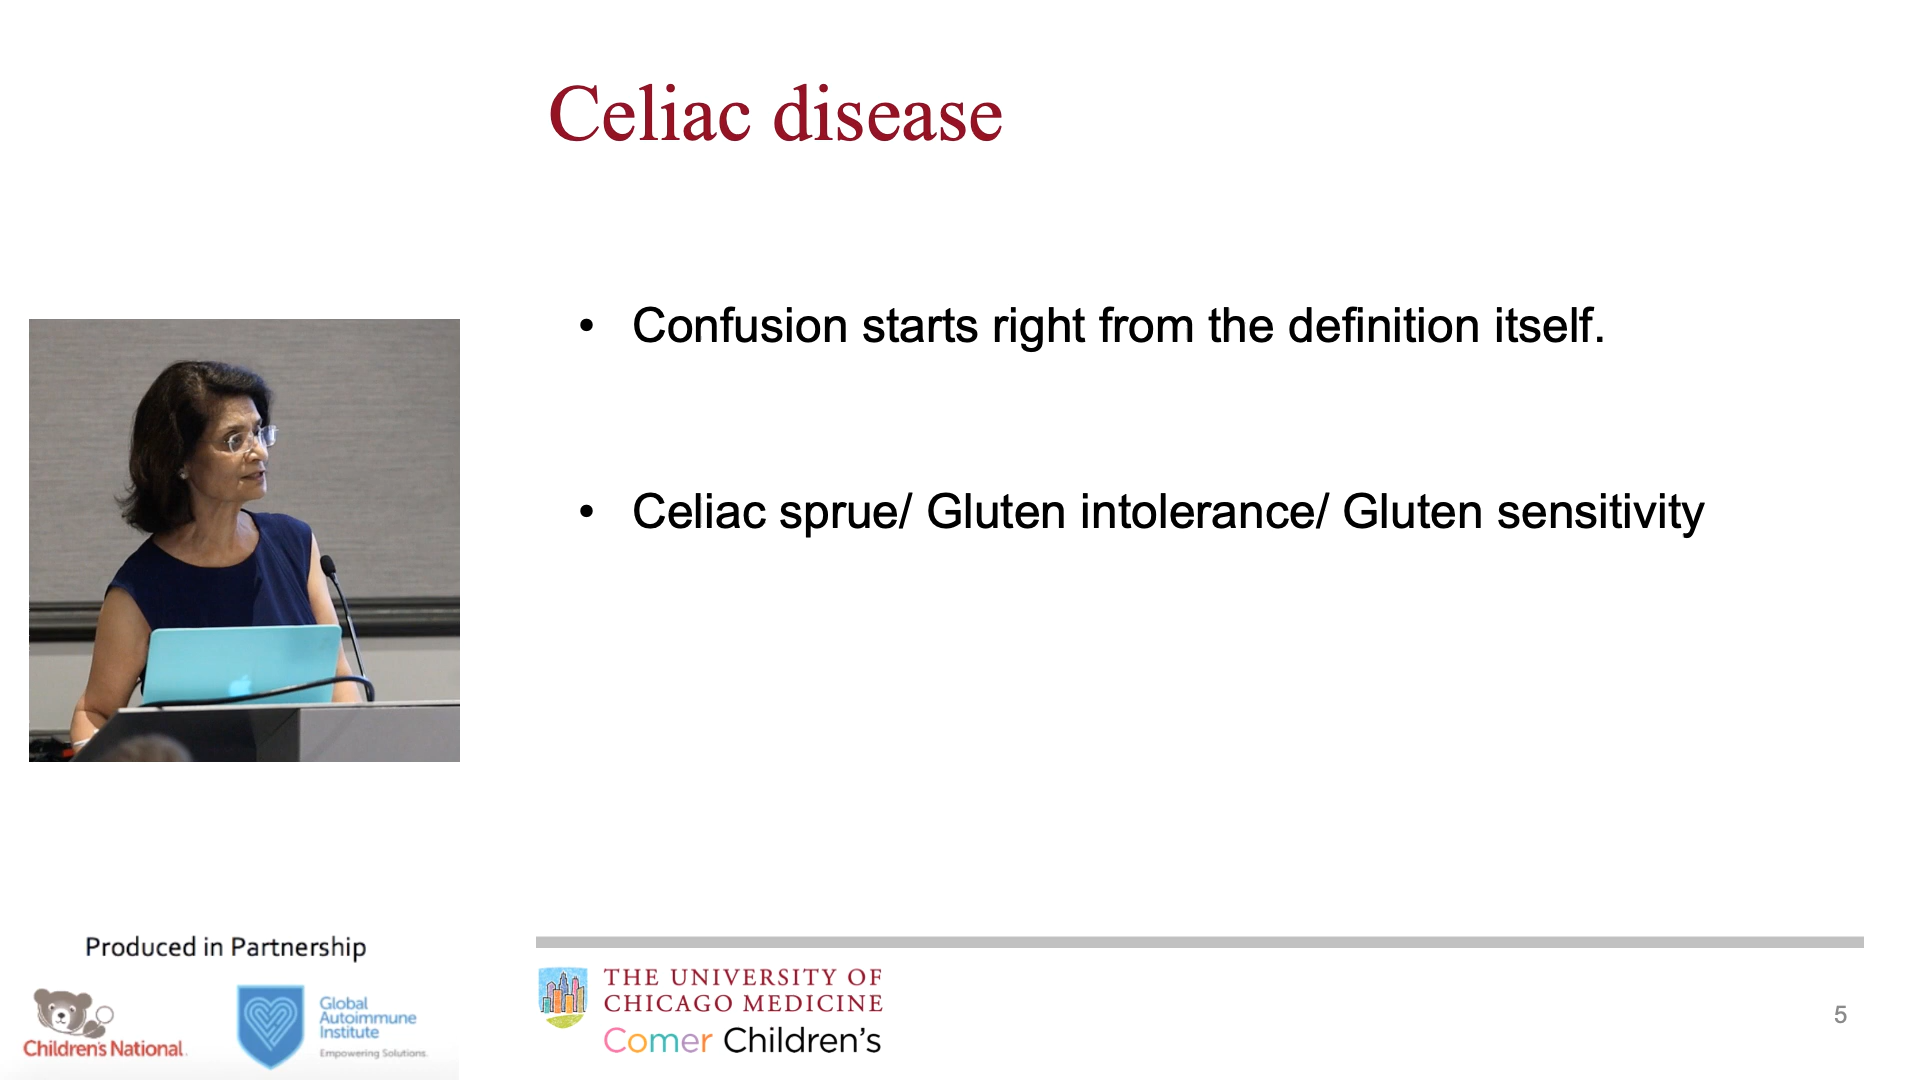 Celiac disease
• Confusion starts right from the definition itself.
• Celiac sprue/ Gluten intolerance/ Gluten sensitivity
Produced in Partnership
Children's National
Global
Autoimmune
Institute
Empowering Solutions.
THE UNIVERSITY OF
CHICAGO MEDICINE
Comer Children's
5